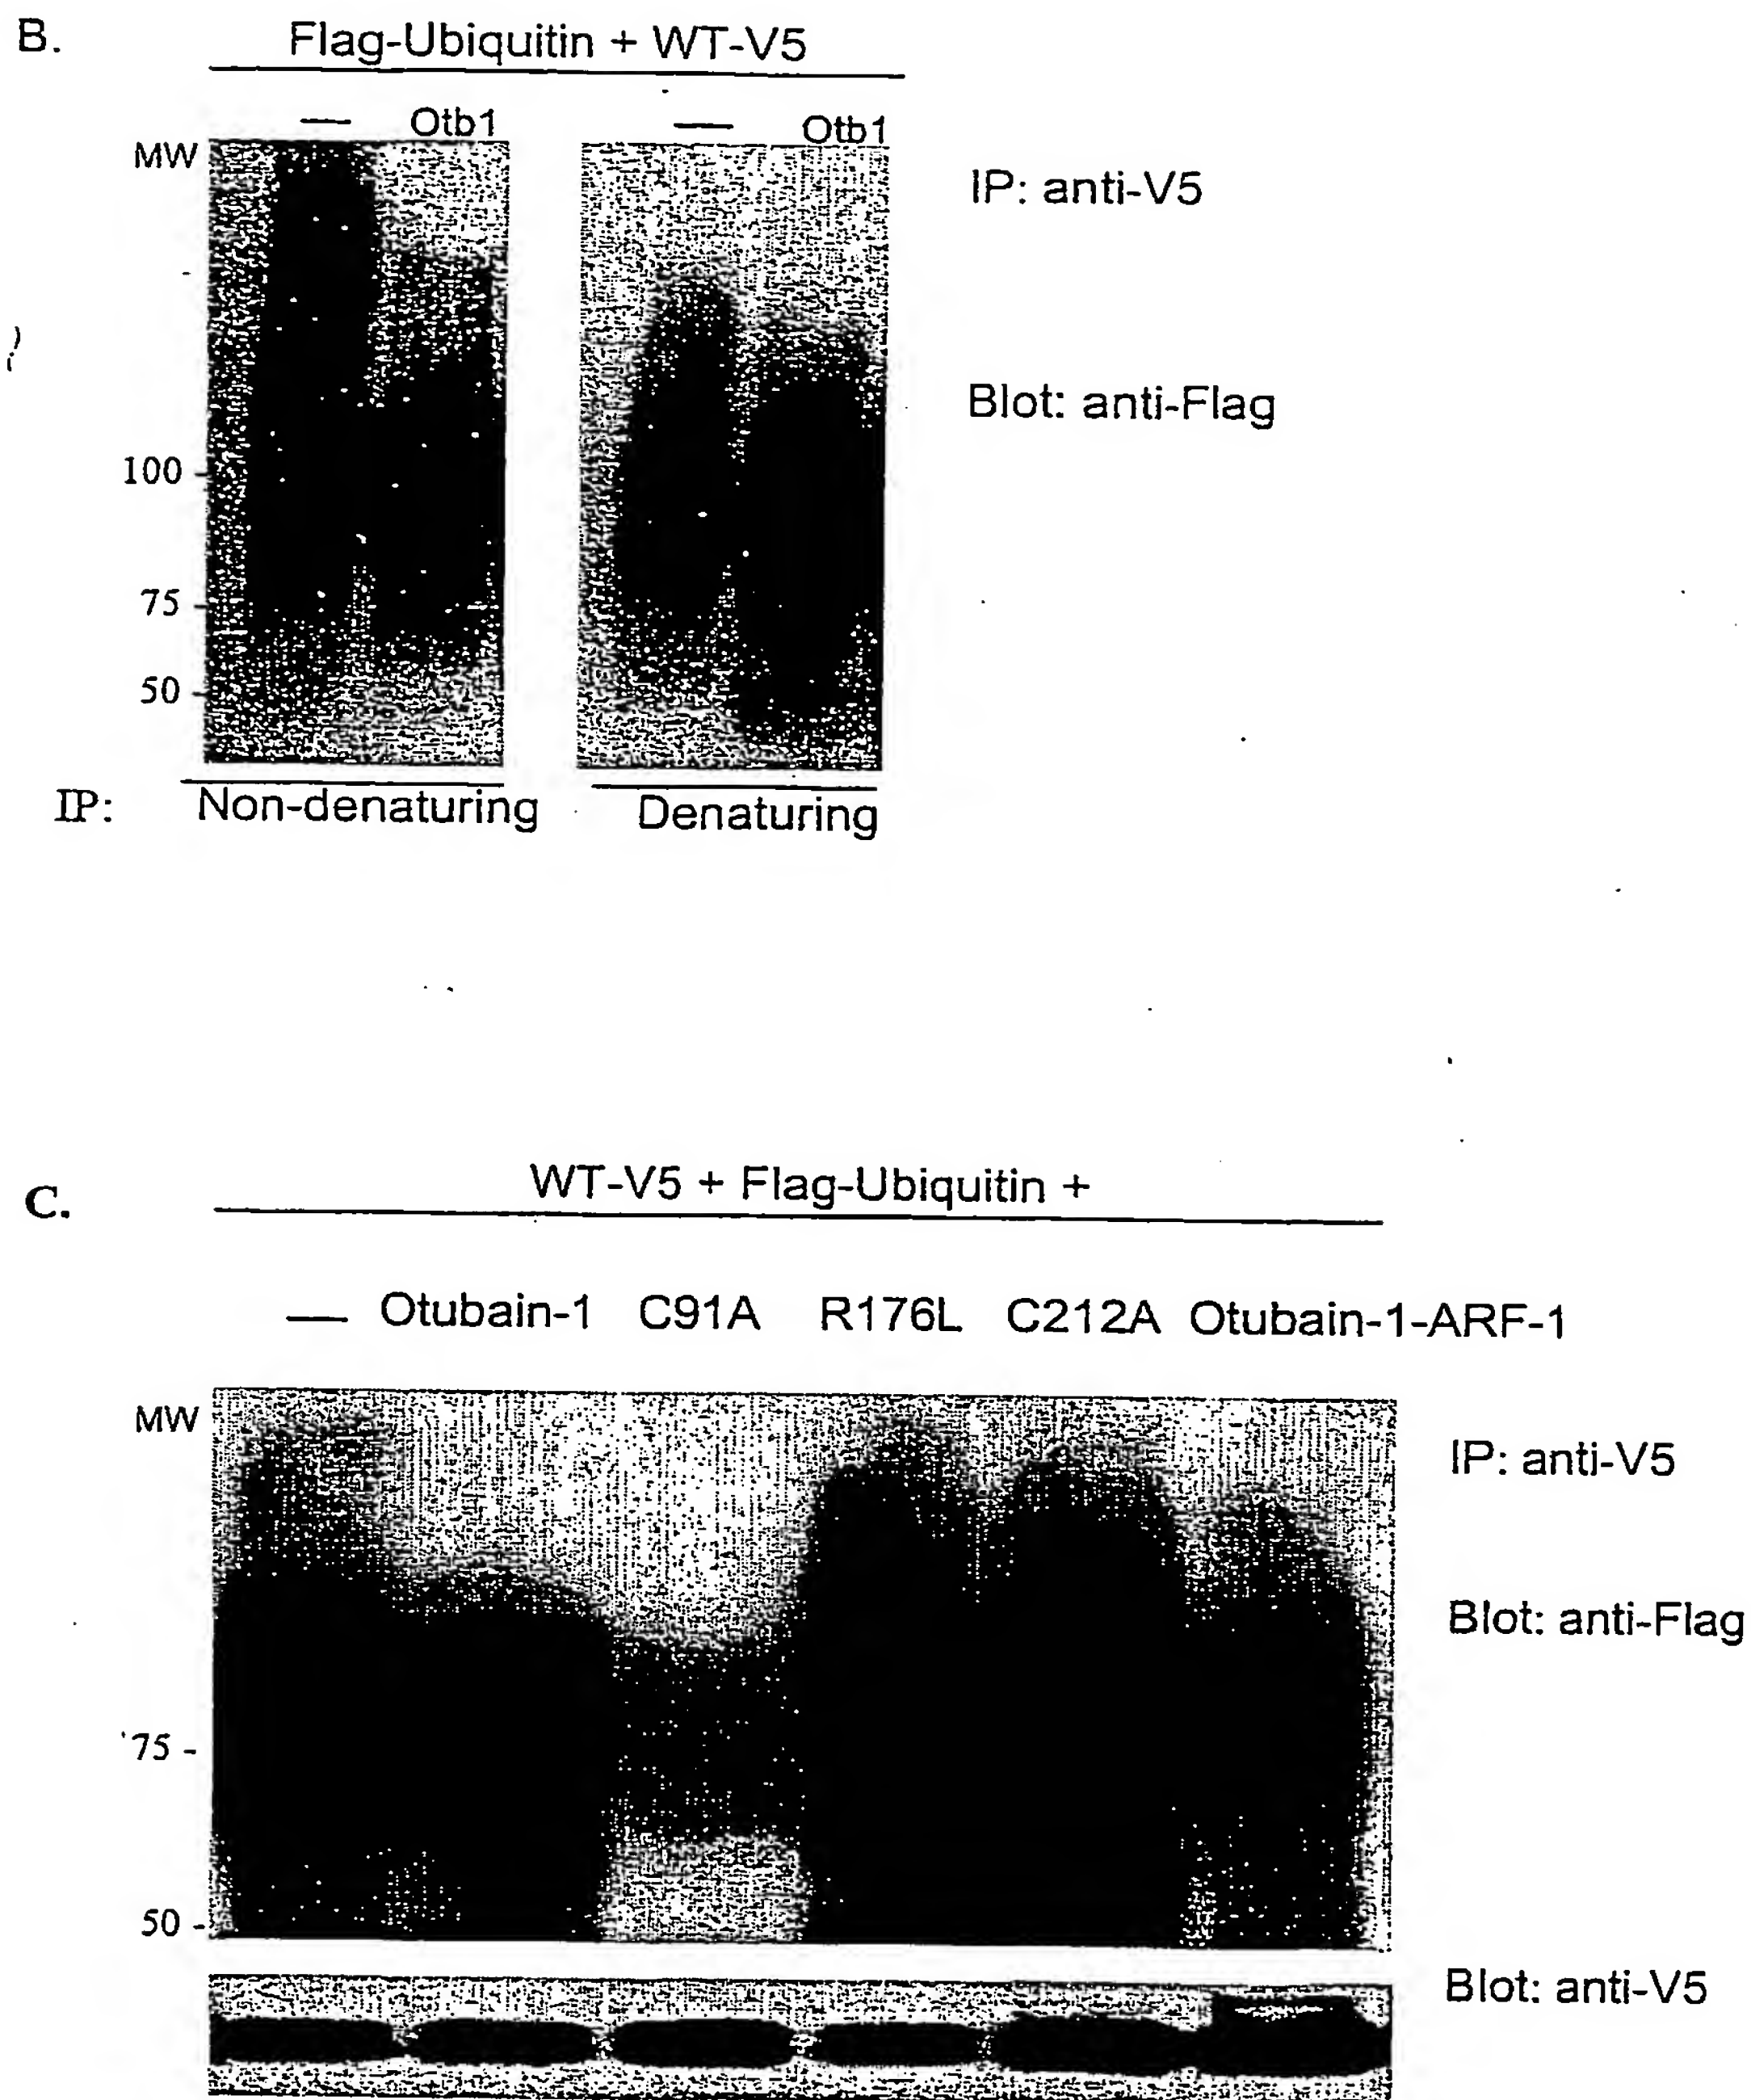 B.
Flag-Ubiquitin + WT-V5
— Otb1 — Otb1
MW
IP: anti-V5
Blot: anti-Flag
100 -
75 -
50 -
IP: Non-denaturing Denaturing
C.
WT-V5 + Flag-Ubiquitin +
— Otubain-1 C91A R176L C212A Otubain-1-ARF-1
MW
IP: anti-V5
Blot: anti-Flag
75 -
50 -
Blot: anti-V5